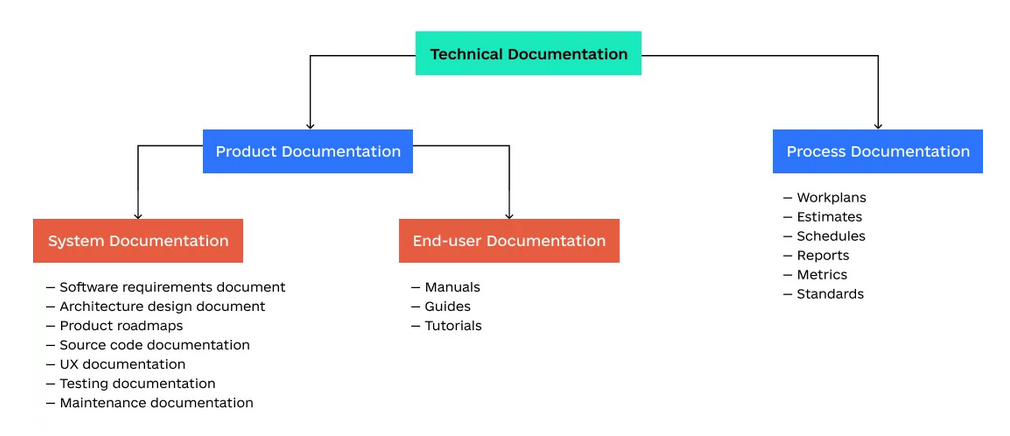 Technical Documentation
Product Documentation
Process Documentation
— Workplans
— Estimates
— Schedules
— Reports
— Metrics
— Standards
System Documentation
— Software requirements document
— Architecture design document
— Product roadmaps
— Source code documentation
— UX documentation
— Testing documentation
— Maintenance documentation
End-user Documentation
— Manuals
— Guides
— Tutorials